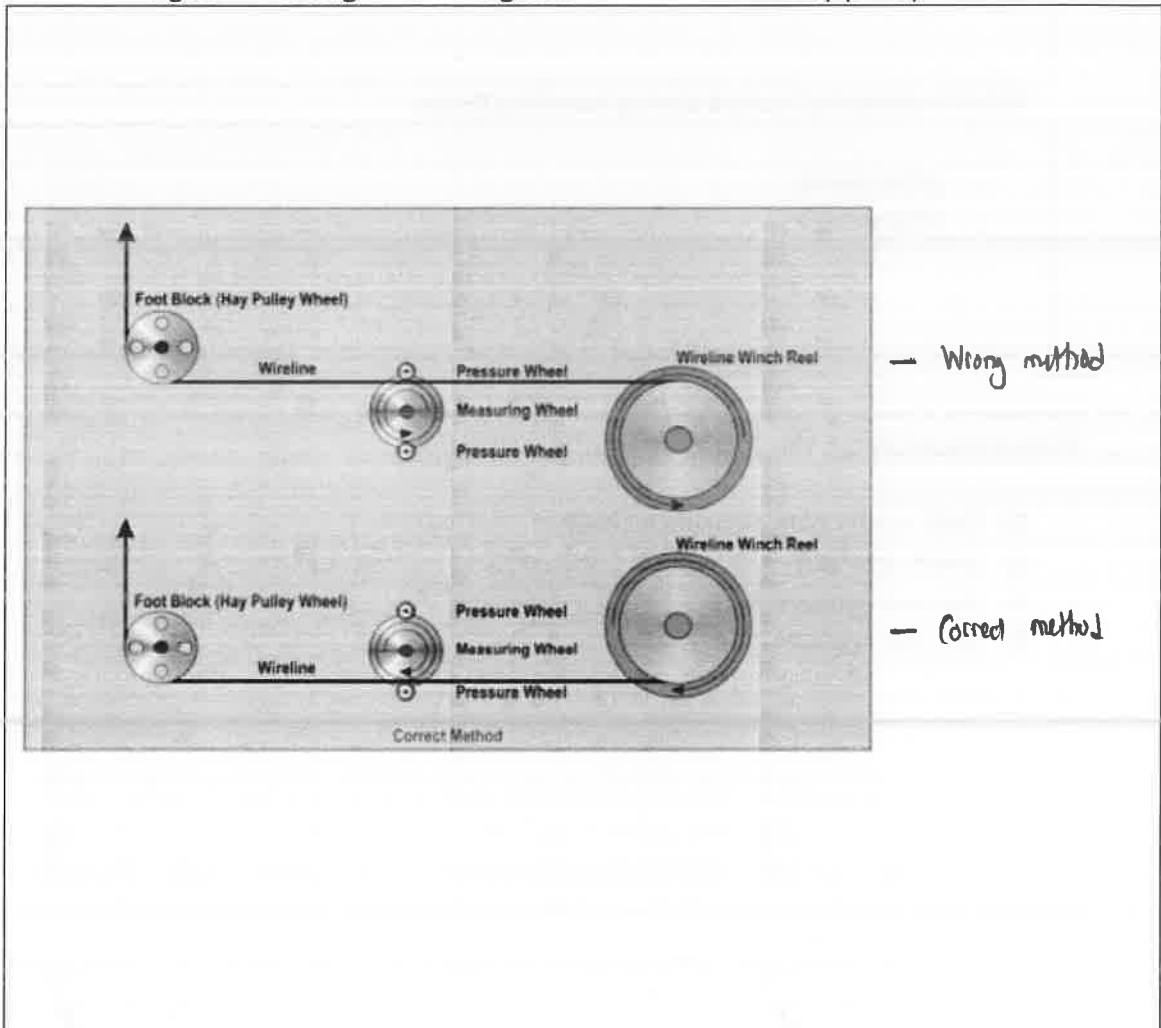 Foot Block (Hay Pulley Wheel)
Wireline
Pressure Wheel
Measuring Wheel
Pressure Wheel
Wireline Winch Reel
— Wrong method
Foot Block (Hay Pulley Wheel)
Wireline
Pressure Wheel
Measuring Wheel
Pressure Wheel
Wireline Winch Reel
— Correct method
Correct Method